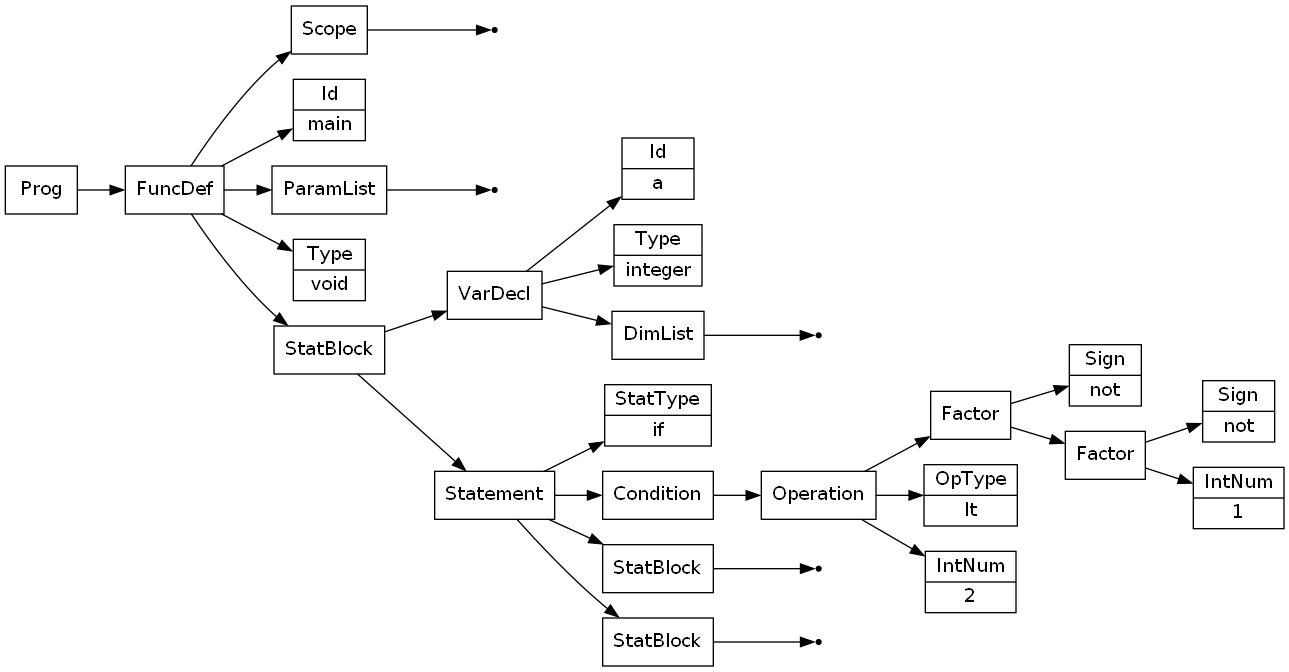 Scope
Id
main
Prog
FuncDef
ParamList
Type
void
StatBlock
VarDecl
Id
a
Type
integer
DimList
Statement
StatType
if
Condition
Operation
Factor
Sign
not
Factor
Sign
not
IntNum
1
OpType
lt
IntNum
2
StatBlock
StatBlock